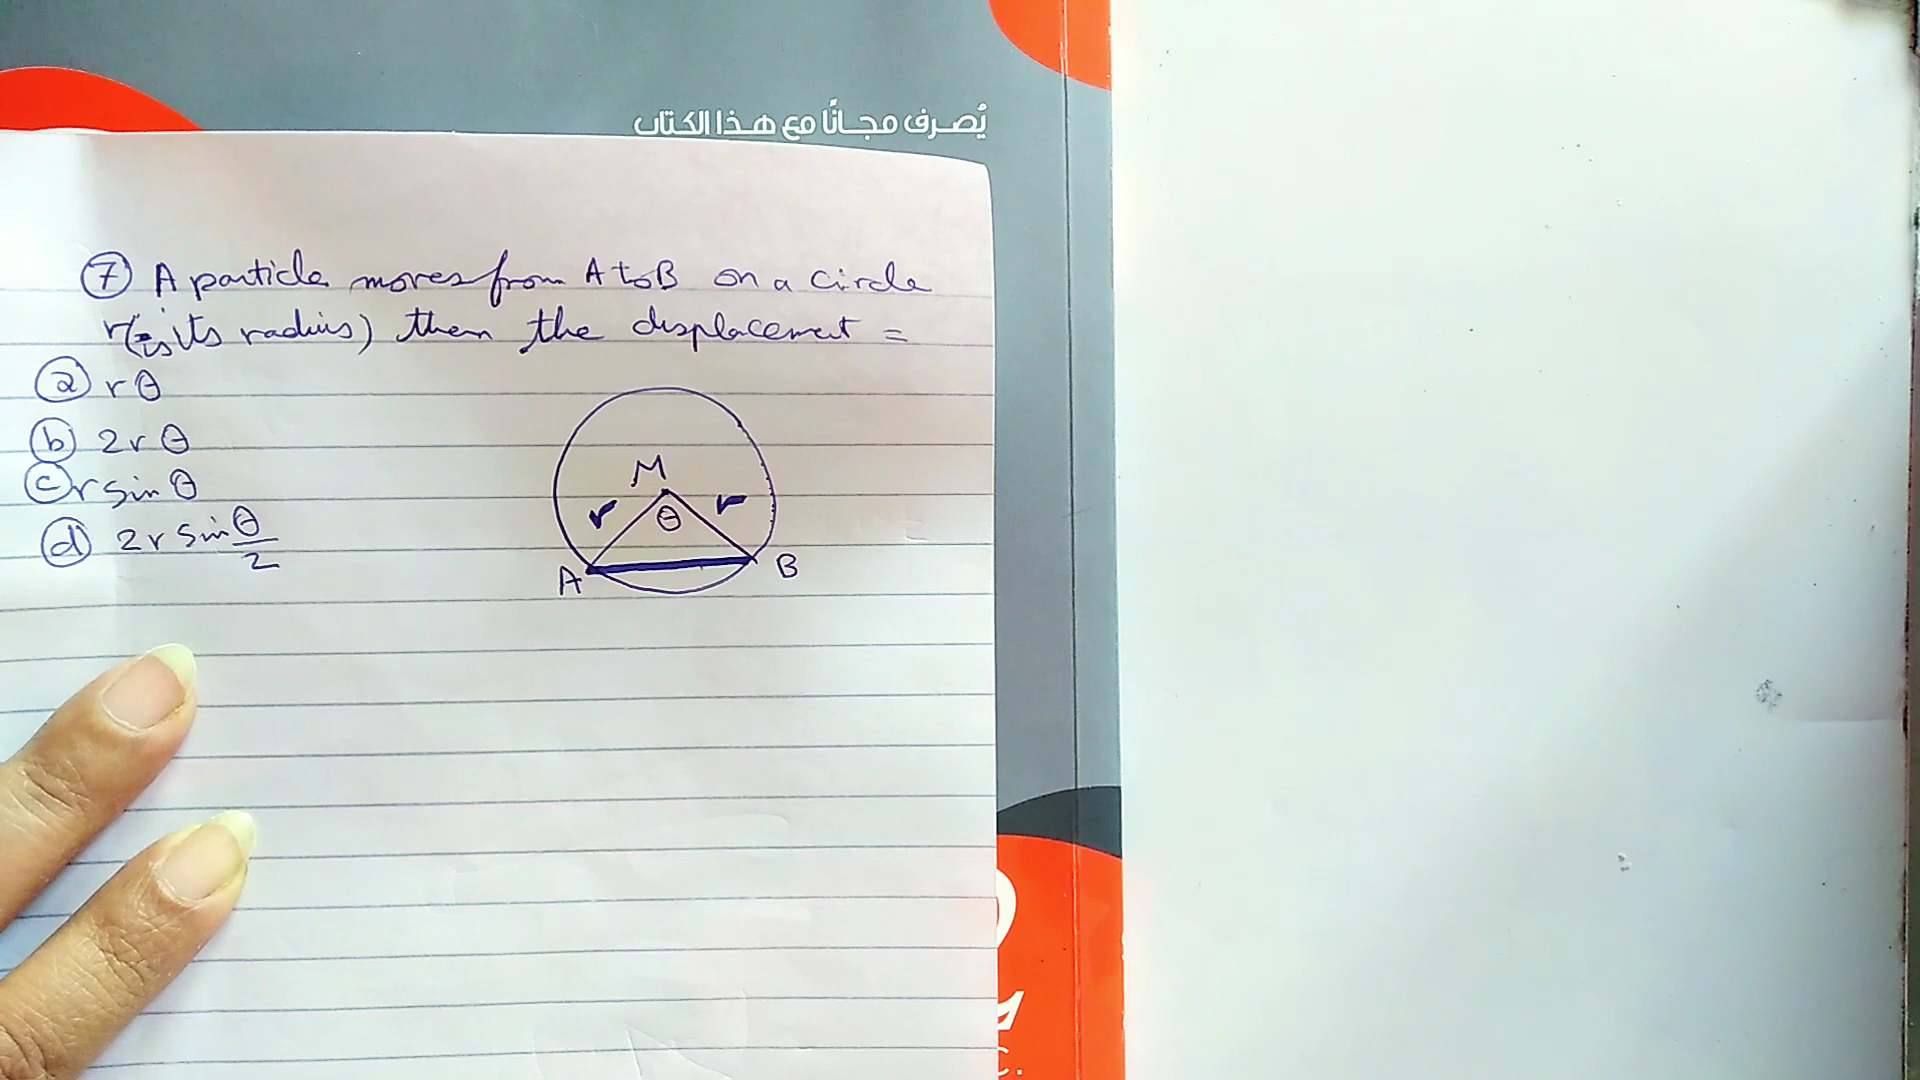 يُصرف مجانًا مع هذا الكتاب
⑦ A particle moves from A to B on a circle
r(is its radius) then the displacement =
ⓐ rθ
ⓑ 2rθ
ⓒ r sin θ
ⓓ 2r sin θ/2
M
r θ r
A B